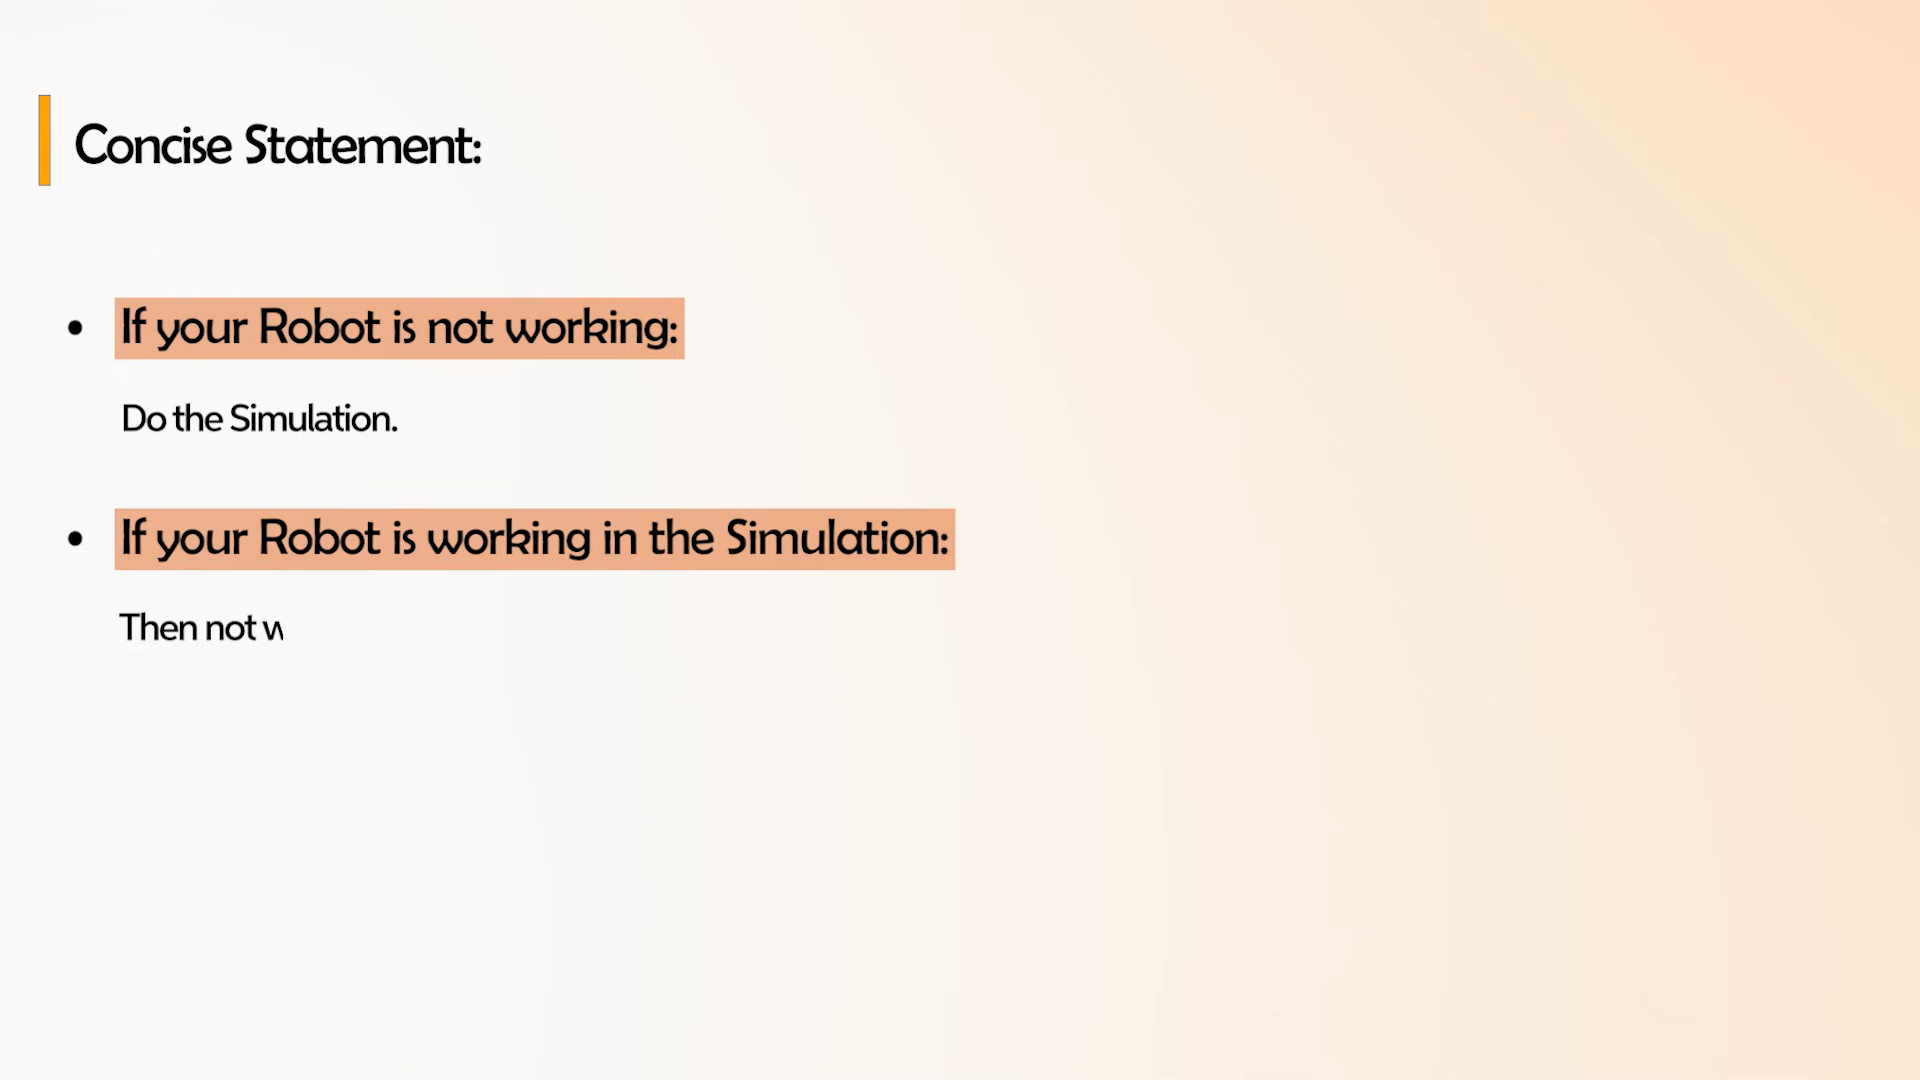 Concise Statement:
• If your Robot is not working:
Do the Simulation.
• If your Robot is working in the Simulation:
Then not w